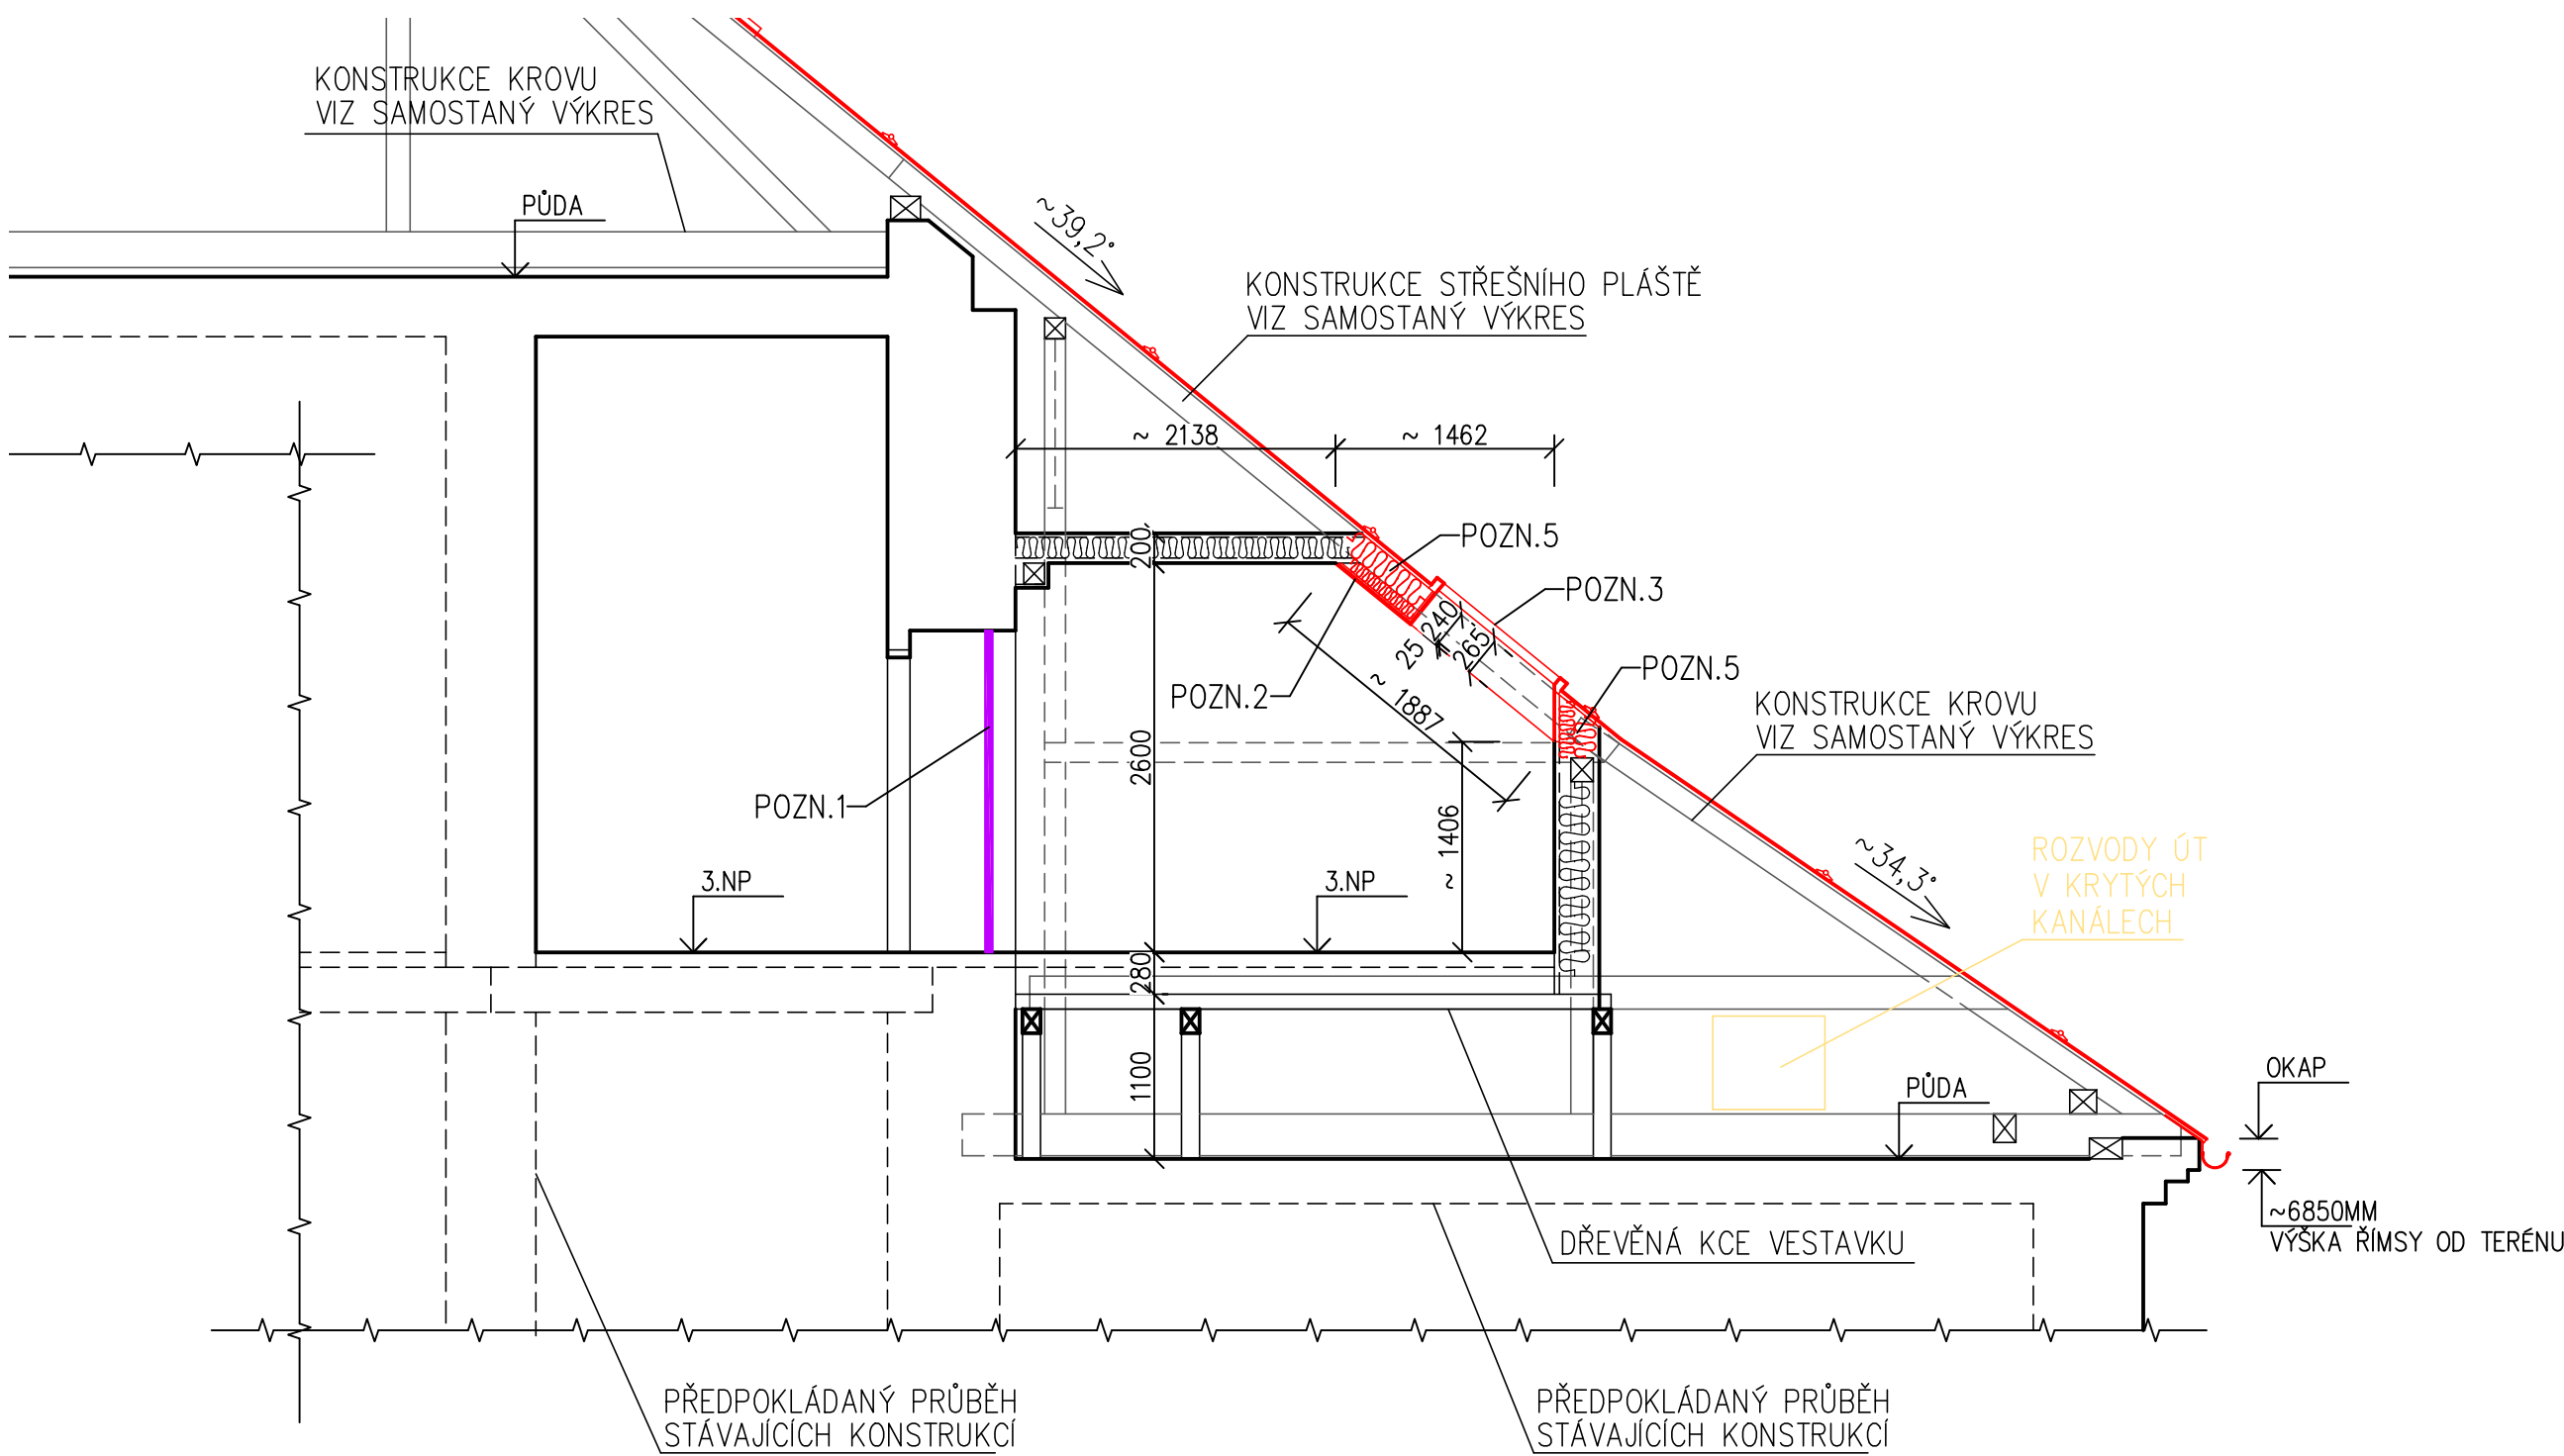 KONSTRUKCE KROVU
VIZ SAMOSTANÝ VÝKRES
PŮDA
~39,2°
KONSTRUKCE STŘEŠNÍHO PLÁŠTĚ
VIZ SAMOSTANÝ VÝKRES
~ 2138
~ 1462
200
POZN.5
POZN.3
240
25
265
POZN.2
~ 1887
POZN.5
KONSTRUKCE KROVU
VIZ SAMOSTANÝ VÝKRES
POZN.1
2600
~ 1406
~34,3°
ROZVODY ÚT
V KRYTÝCH
KANÁLECH
3.NP
3.NP
280
1100
PŮDA
OKAP
~6850MM
VÝŠKA ŘÍMSY OD TERÉNU
DŘEVĚNÁ KCE VESTAVKU
PŘEDPOKLÁDANÝ PRŮBĚH
STÁVAJÍCÍCH KONSTRUKCÍ
PŘEDPOKLÁDANÝ PRŮBĚH
STÁVAJÍCÍCH KONSTRUKCÍ